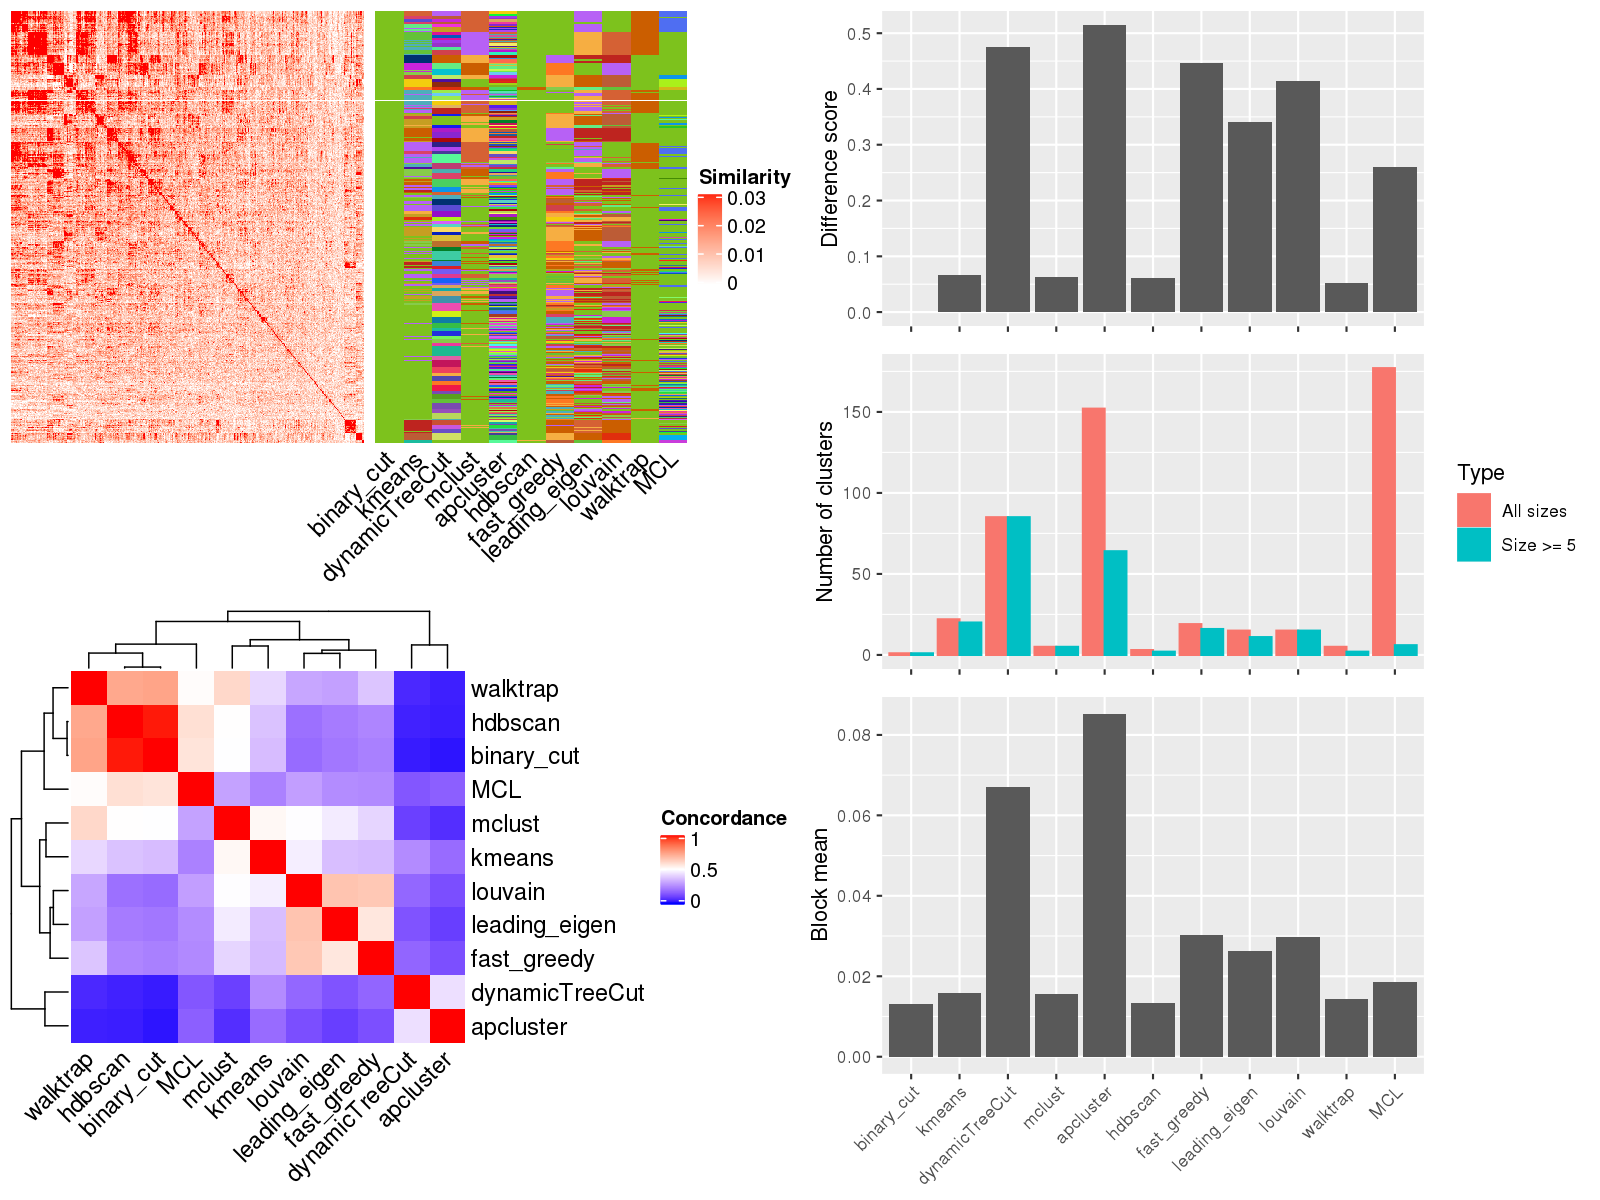 Similarity
0.03
0.02
0.01
0
binary_cut
kmeans
dynamicTreeCut
mclust
apcluster
hdbscan
fast_greedy
leading_eigen
louvain
walktrap
MCL
walktrap
hdbscan
binary_cut
MCL
mclust
kmeans
louvain
leading_eigen
fast_greedy
dynamicTreeCut
apcluster
Concordance
1
0.5
0
walktrap
hdbscan
binary_cut
MCL
mclust
kmeans
louvain
leading_eigen
fast_greedy
dynamicTreeCut
apcluster
Difference score
0.5
0.4
0.3
0.2
0.1
0.0
Number of clusters
150
100
50
0
Type
All sizes
Size >= 5
Block mean
0.08
0.06
0.04
0.02
0.00
binary_cut
kmeans
dynamicTreeCut
mclust
apcluster
hdbscan
fast_greedy
leading_eigen
louvain
walktrap
MCL